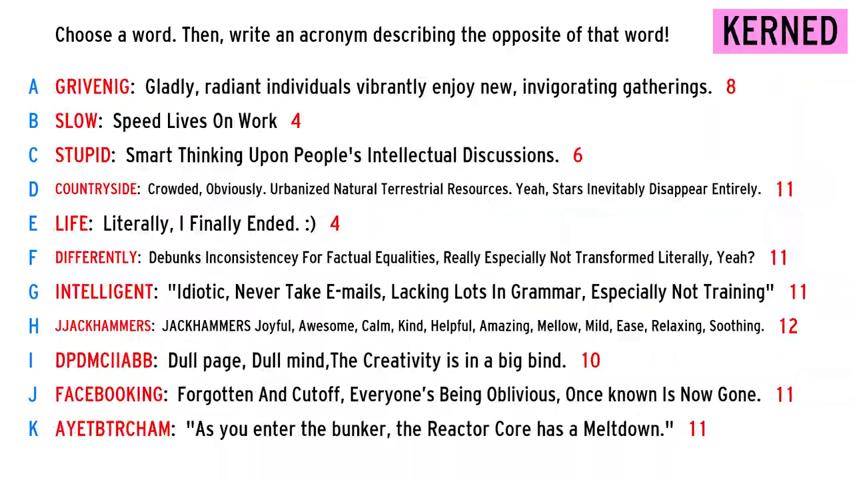 Choose a word. Then, write an acronym describing the opposite of that word!
KERNED
A GRIVENIG: Gladly, radiant individuals vibrantly enjoy new, invigorating gatherings. 8
B SLOW: Speed Lives On Work 4
C STUPID: Smart Thinking Upon People's Intellectual Discussions. 6
D COUNTRYSIDE: Crowded, Obviously. Urbanized Natural Terrestrial Resources. Yeah, Stars Inevitably Disappear Entirely. 11
E LIFE: Literally, I Finally Ended. :) 4
F DIFFERENTLY: Debunks Inconsistencey For Factual Equalities, Really Especially Not Transformed Literally, Yeah? 11
G INTELLIGENT: "Idiotic, Never Take E-mails, Lacking Lots In Grammar, Especially Not Training" 11
H JJACKHAMMERS: JACKHAMMERS Joyful, Awesome, Calm, Kind, Helpful, Amazing, Mellow, Mild, Ease, Relaxing, Soothing. 12
I DPDMCIIABB: Dull page, Dull mind,The Creativity is in a big bind. 10
J FACEBOOKING: Forgotten And Cutoff, Everyone's Being Oblivious, Once known Is Now Gone. 11
K AYETBTRCHAM: "As you enter the bunker, the Reactor Core has a Meltdown." 11